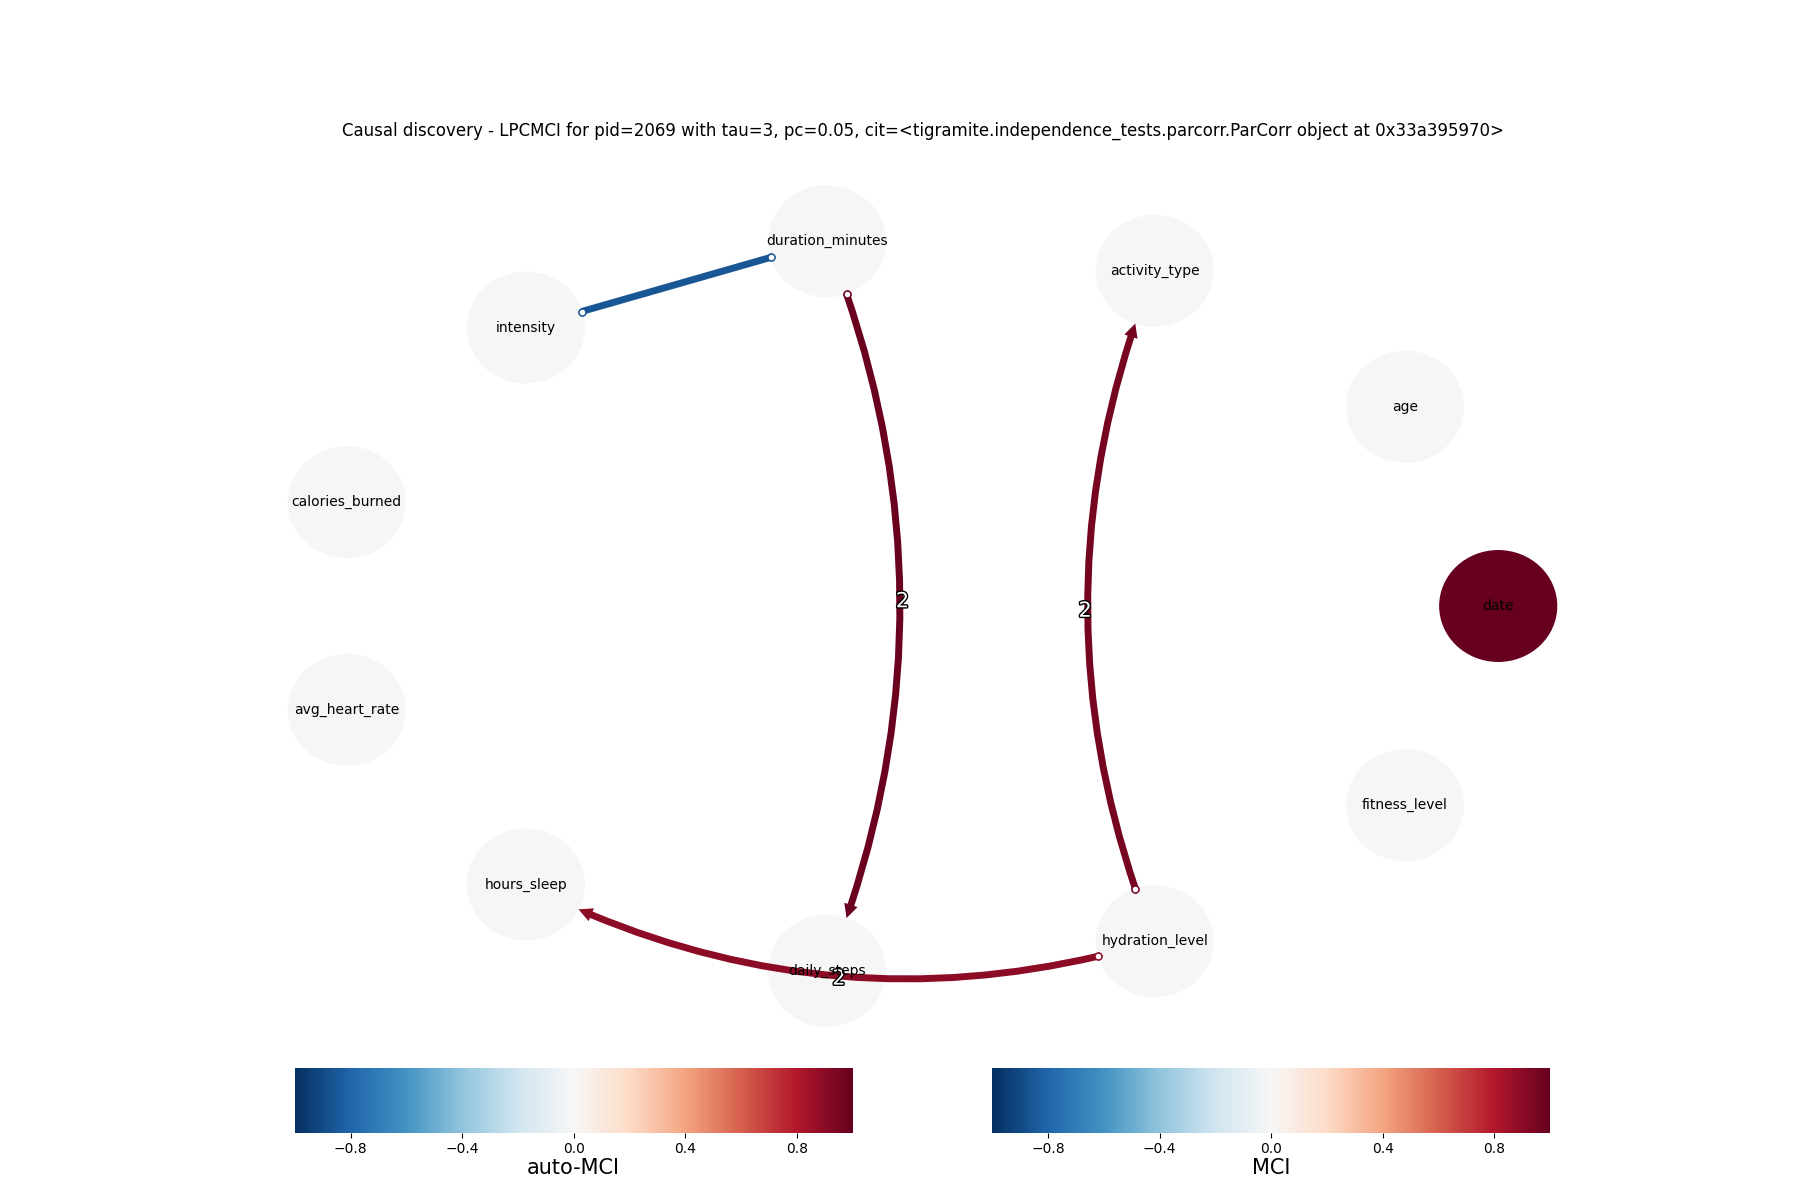 Causal discovery - LPCMCI for pid=2069 with tau=3, pc=0.05, cit=<tigramite.independence_tests.parcorr.ParCorr object at 0x33a395970>
duration_minutes
activity_type
intensity
age
calories_burned
2
2
date
avg_heart_rate
fitness_level
hours_sleep
hydration_level
daily_steps
2
−0.8 −0.4 0.0 0.4 0.8
auto-MCI
−0.8 −0.4 0.0 0.4 0.8
MCI